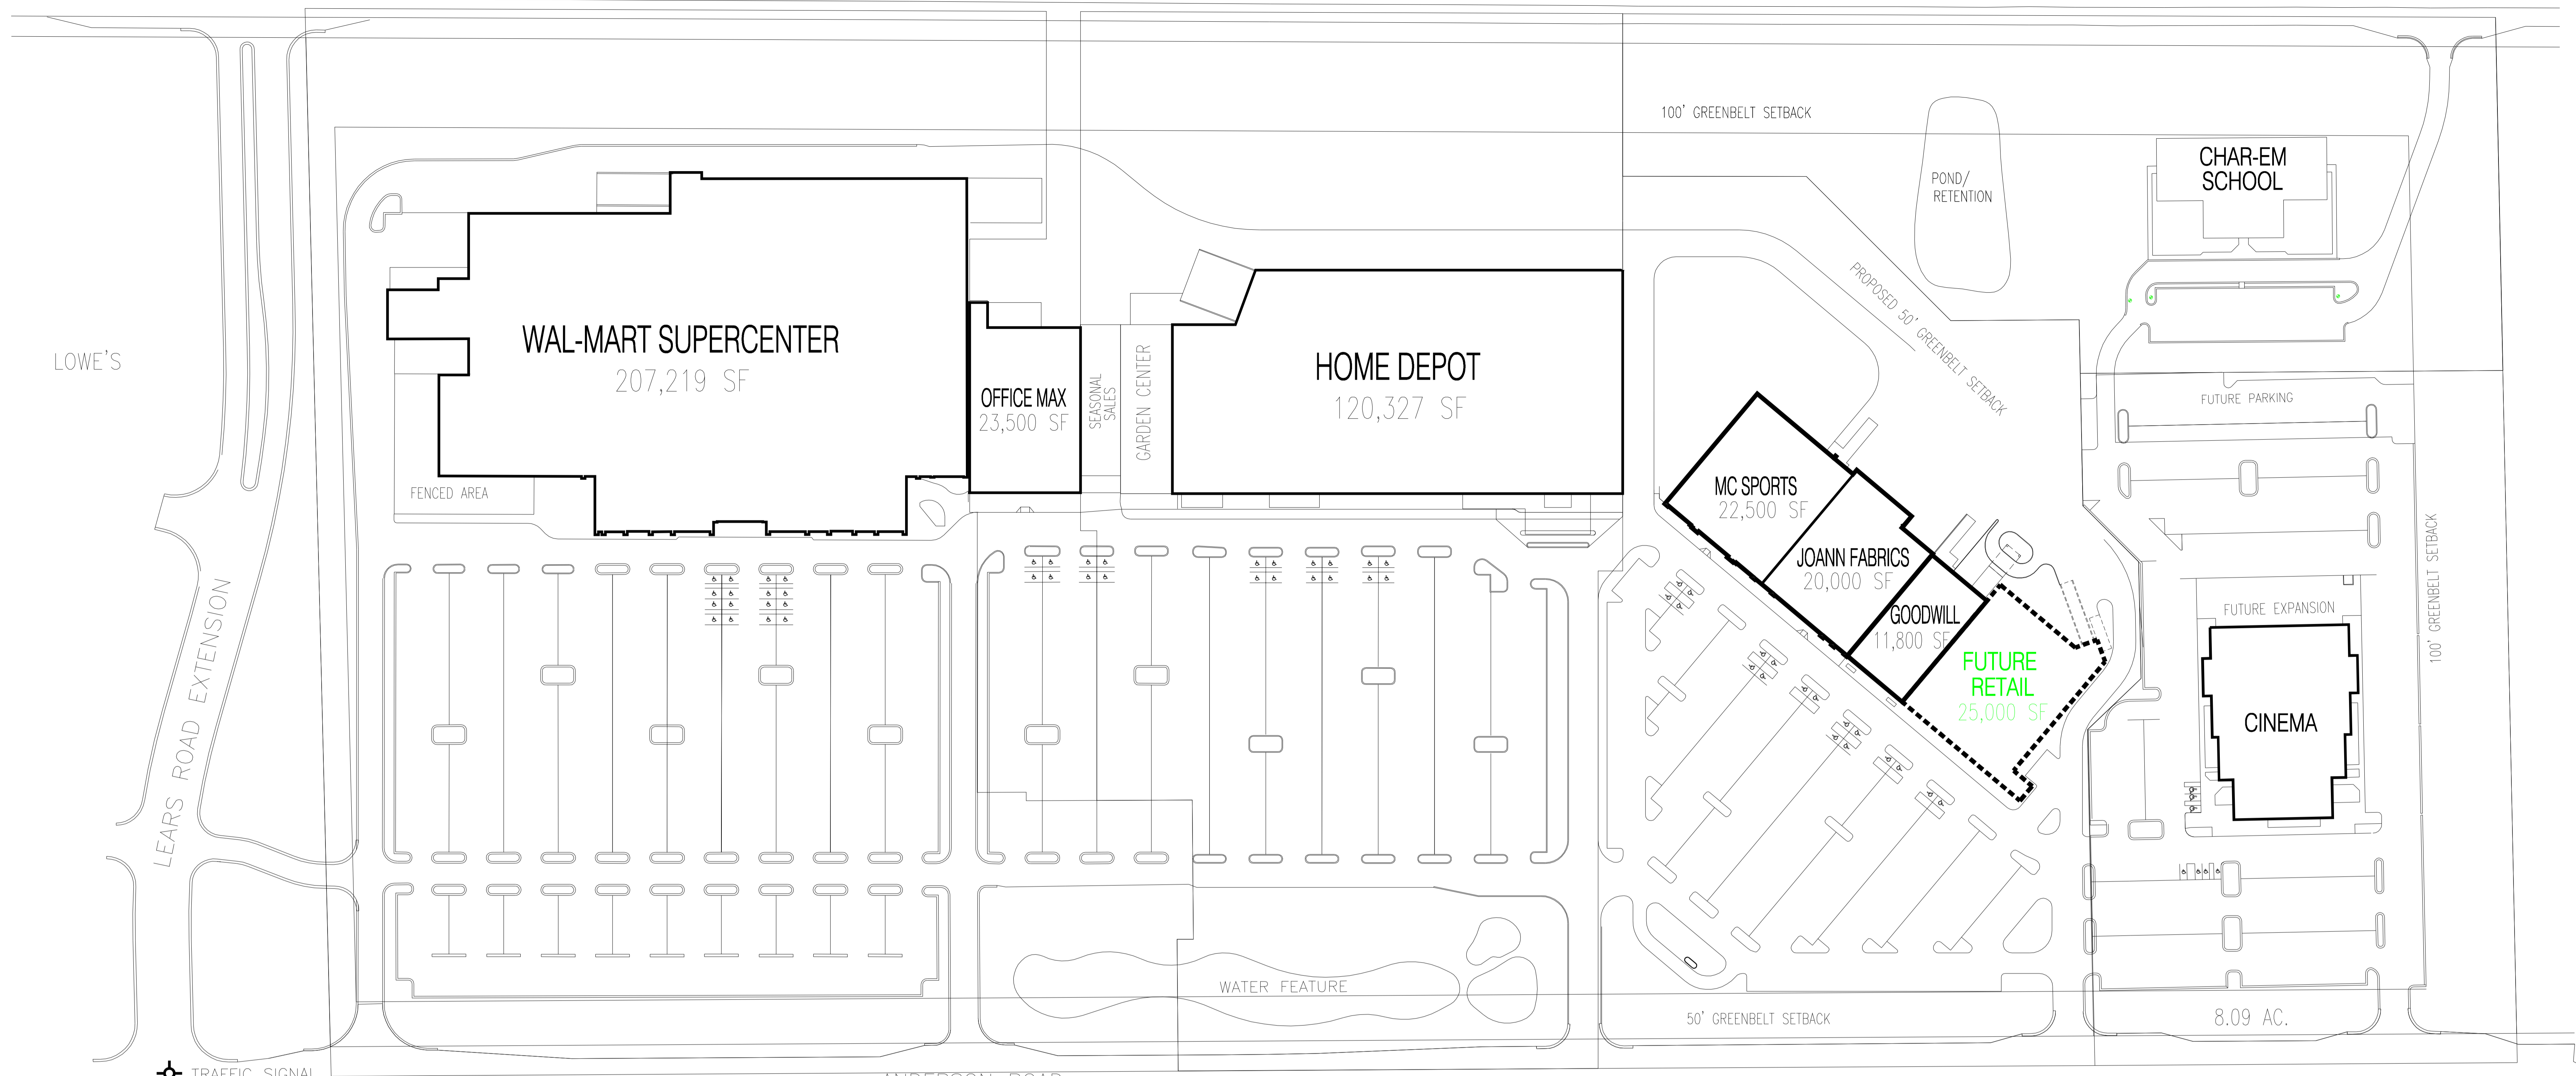 100' GREENBELT SETBACK
CHAR-EM
SCHOOL
POND/
RETENTION
PROPOSED 50' GREENBELT SETBACK
LOWE'S
WAL-MART SUPERCENTER
207,219 SF
OFFICE MAX
23,500 SF
SEASONAL
SALES
GARDEN CENTER
HOME DEPOT
120,327 SF
FUTURE PARKING
FENCED AREA
MC SPORTS
22,500 SF
JOANN FABRICS
20,000 SF
GOODWILL
11,800 SF
FUTURE
RETAIL
25,000 SF
FUTURE EXPANSION
CINEMA
100' GREENBELT SETBACK
LEARS ROAD EXTENSION
WATER FEATURE
50' GREENBELT SETBACK
8.09 AC.
TRAFFIC SIGNAL
ANDERSON ROAD